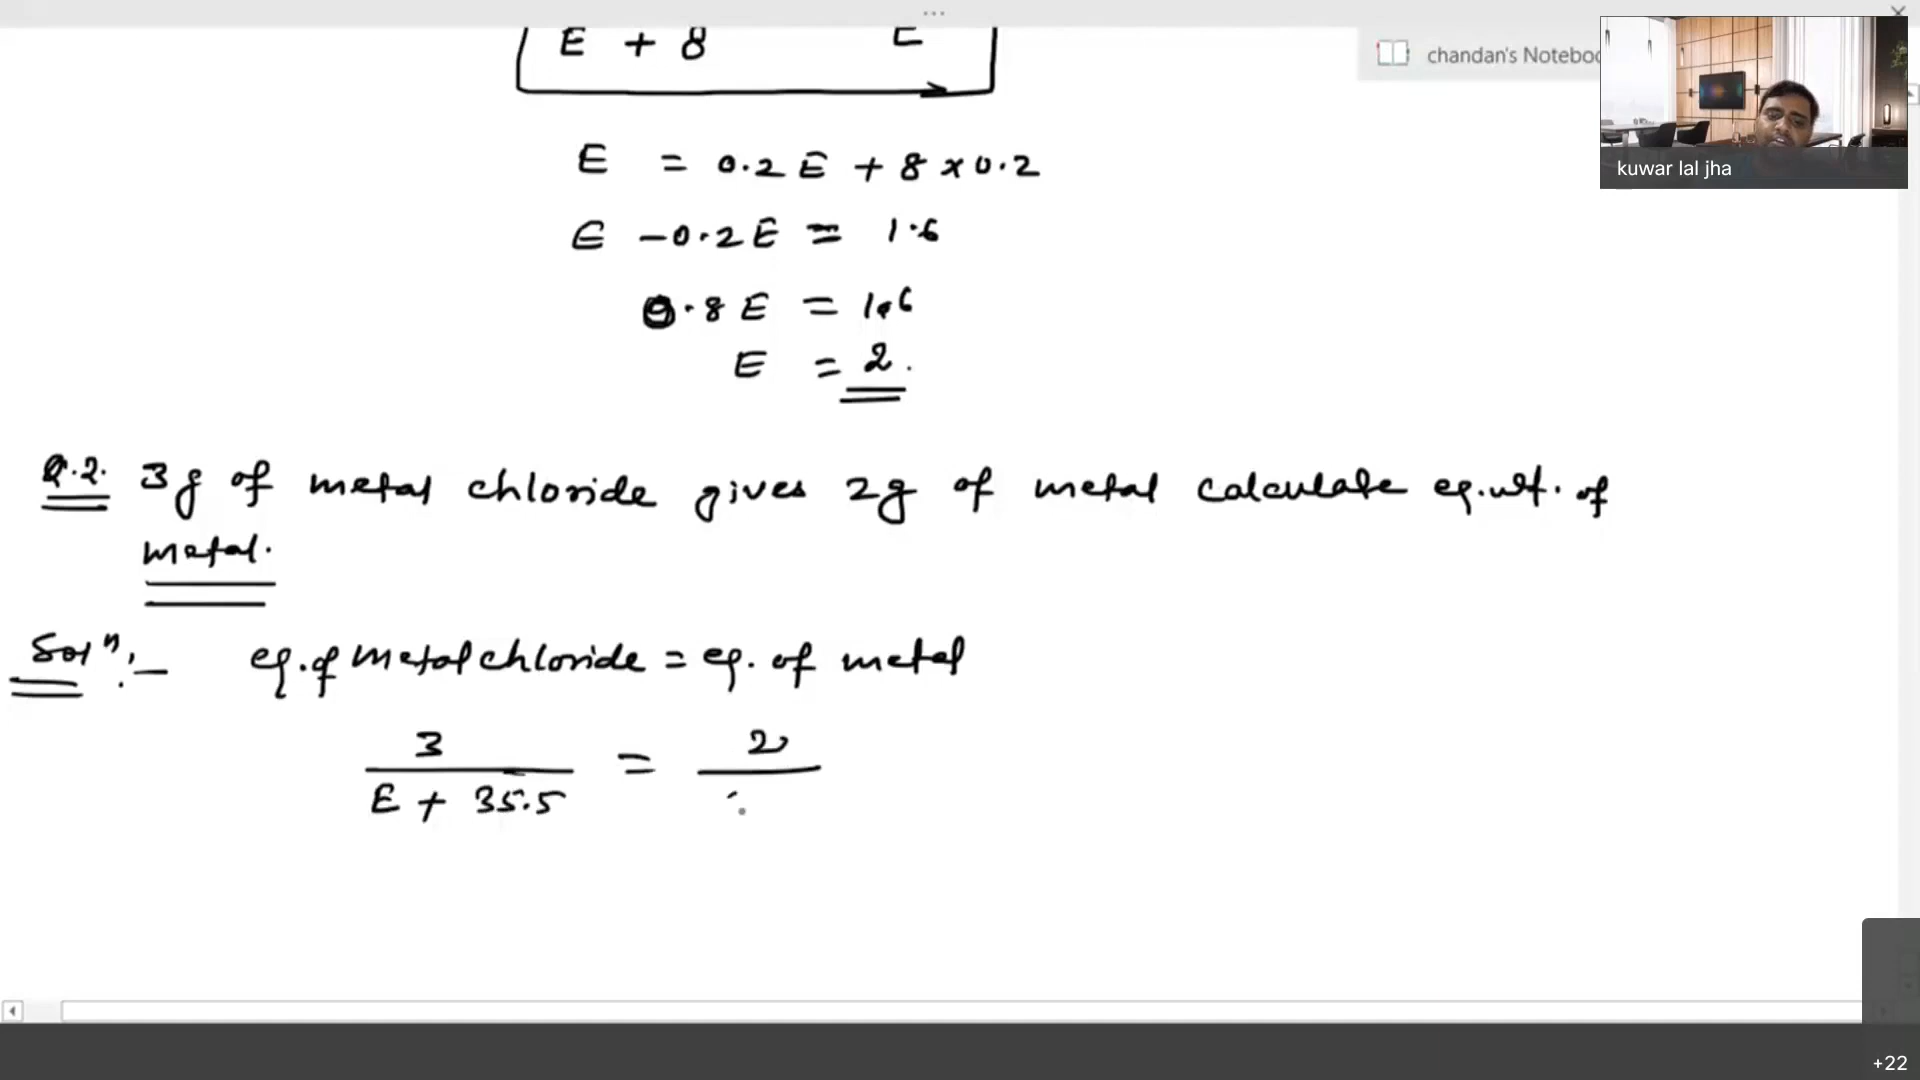 ...
E + 8 E
chandan's Noteboo
kuwar lal jha
E = 0.2 E + 8 x 0.2
E - 0.2 E = 1.6
0.8 E = 1.6
E = 2.
Q.2. 3g of metal chloride gives 2g of metal calculate eq.wt. of
metal.
Solⁿ:- eq. of metal chloride = eq. of metal
3 2
——— = ———
E + 35.5
+22